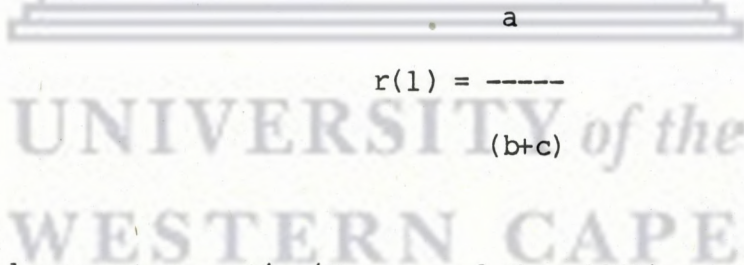 a
r(1) = -----
(b+c)
UNIVERSITY of the
WESTERN CAPE